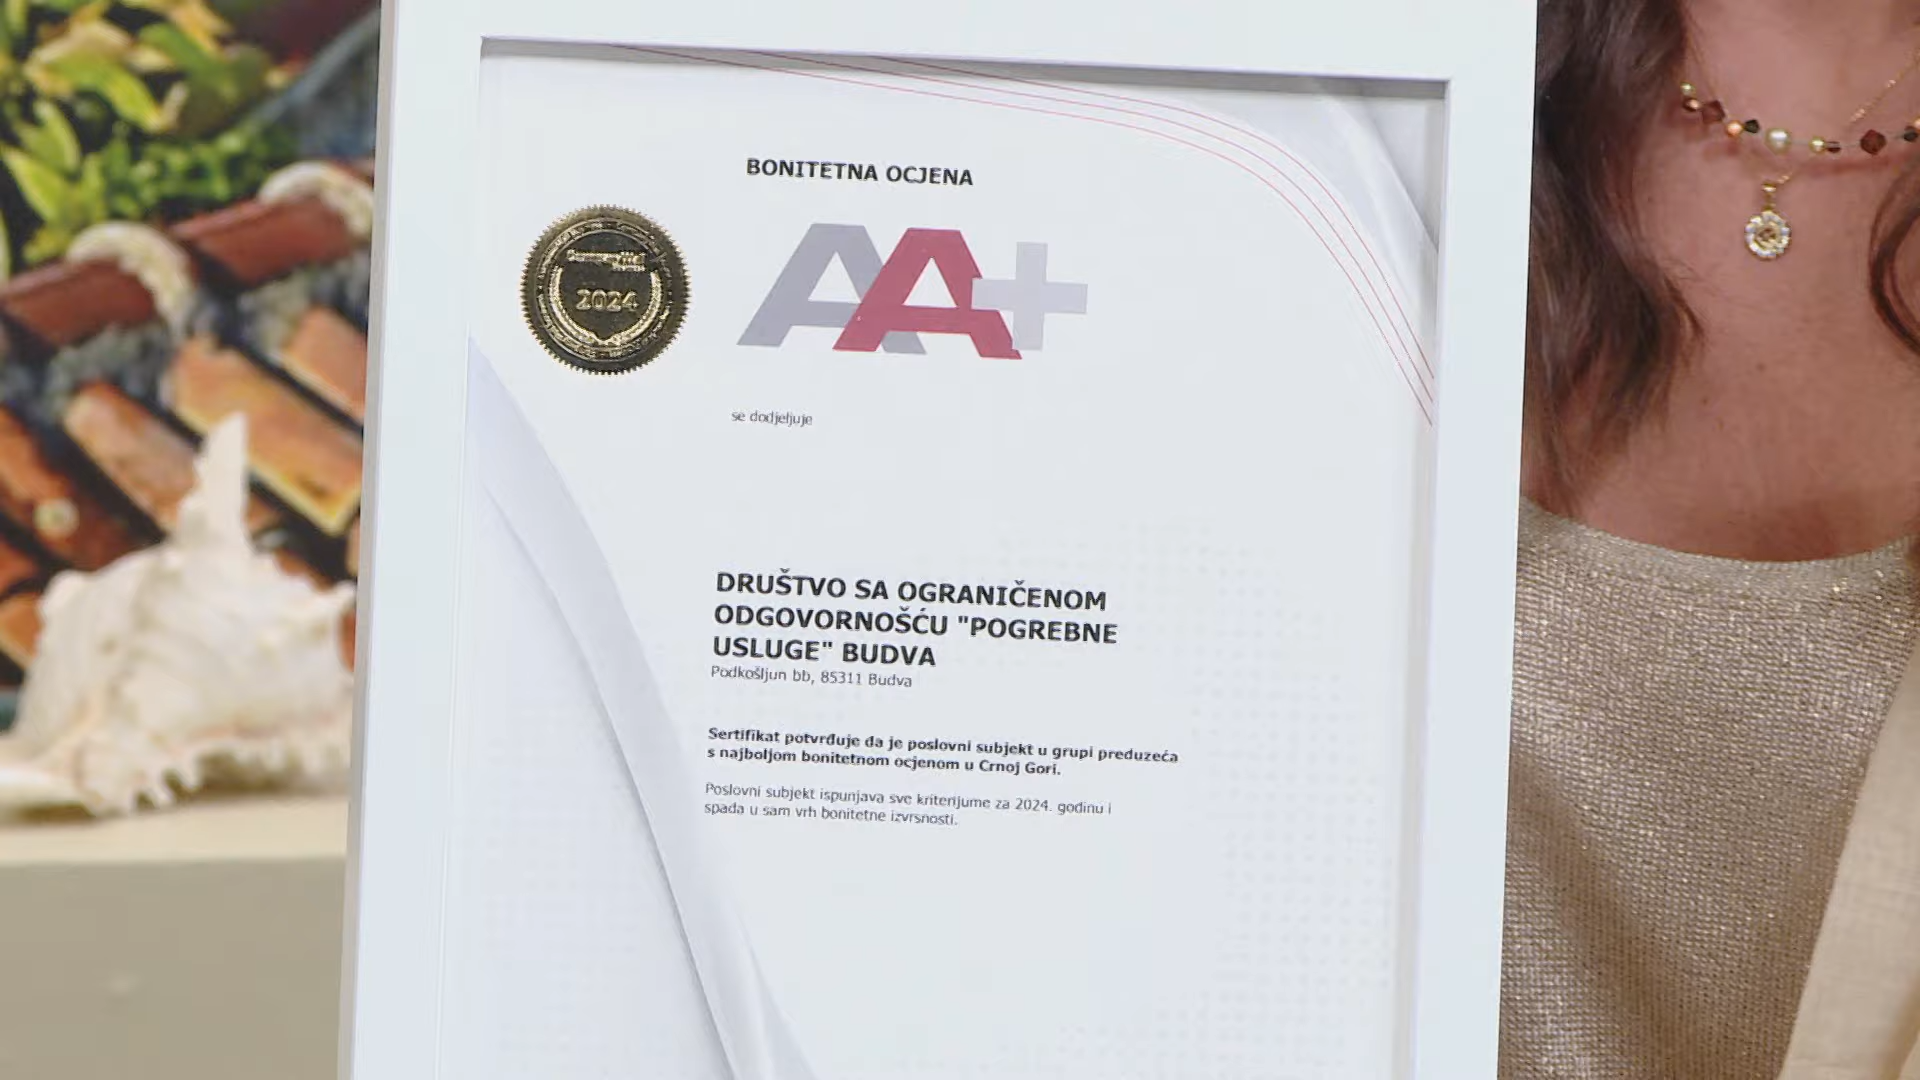 BONITETNA OCJENA
2024
AA+
se dodjeljuje
DRUŠTVO SA OGRANIČENOM
ODGOVORNOŠĆU "POGREBNE
USLUGE" BUDVA
Podkošljun bb, 85311 Budva
Sertifikat potvrđuje da je poslovni subjekt u grupi preduzeća
s najboljom bonitetnom ocjenom u Crnoj Gori.
Poslovni subjekt ispunjava sve kriterijume za 2024. godinu i
spada u sam vrh bonitetne izvrsnosti.